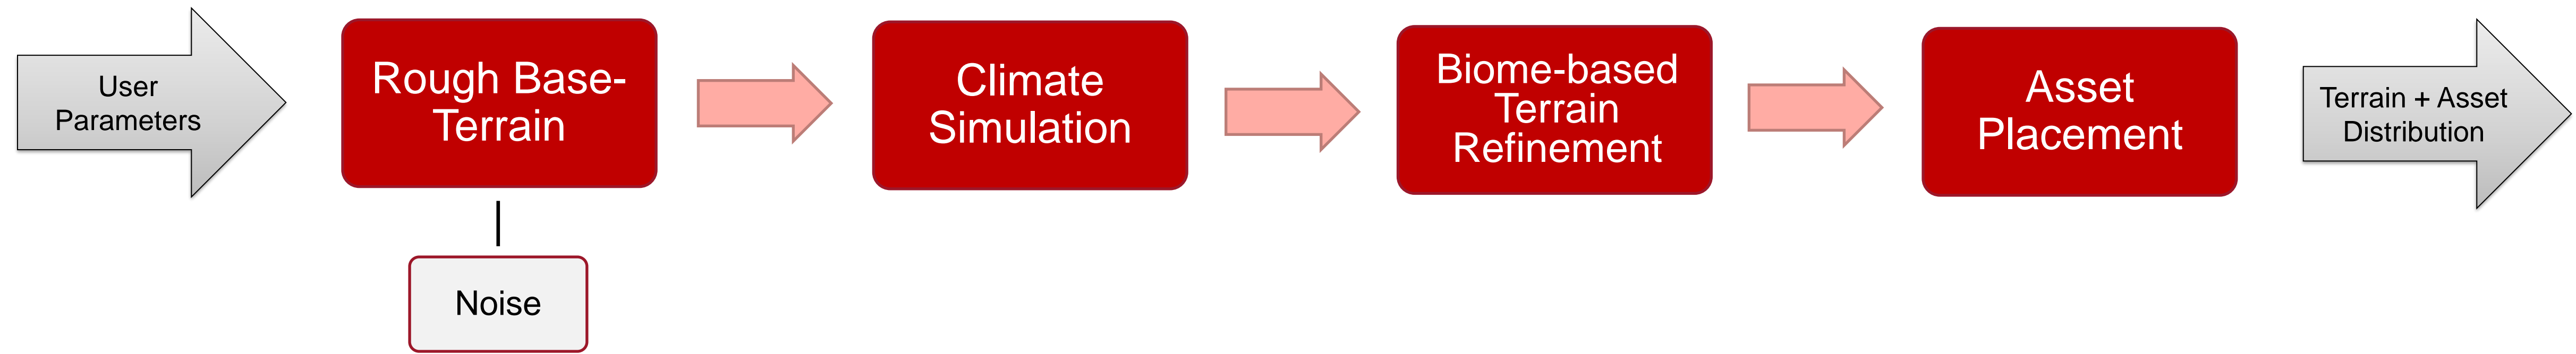 User
Parameters
Rough Base-
Terrain
Noise
Climate
Simulation
Biome-based
Terrain
Refinement
Asset
Placement
Terrain + Asset
Distribution